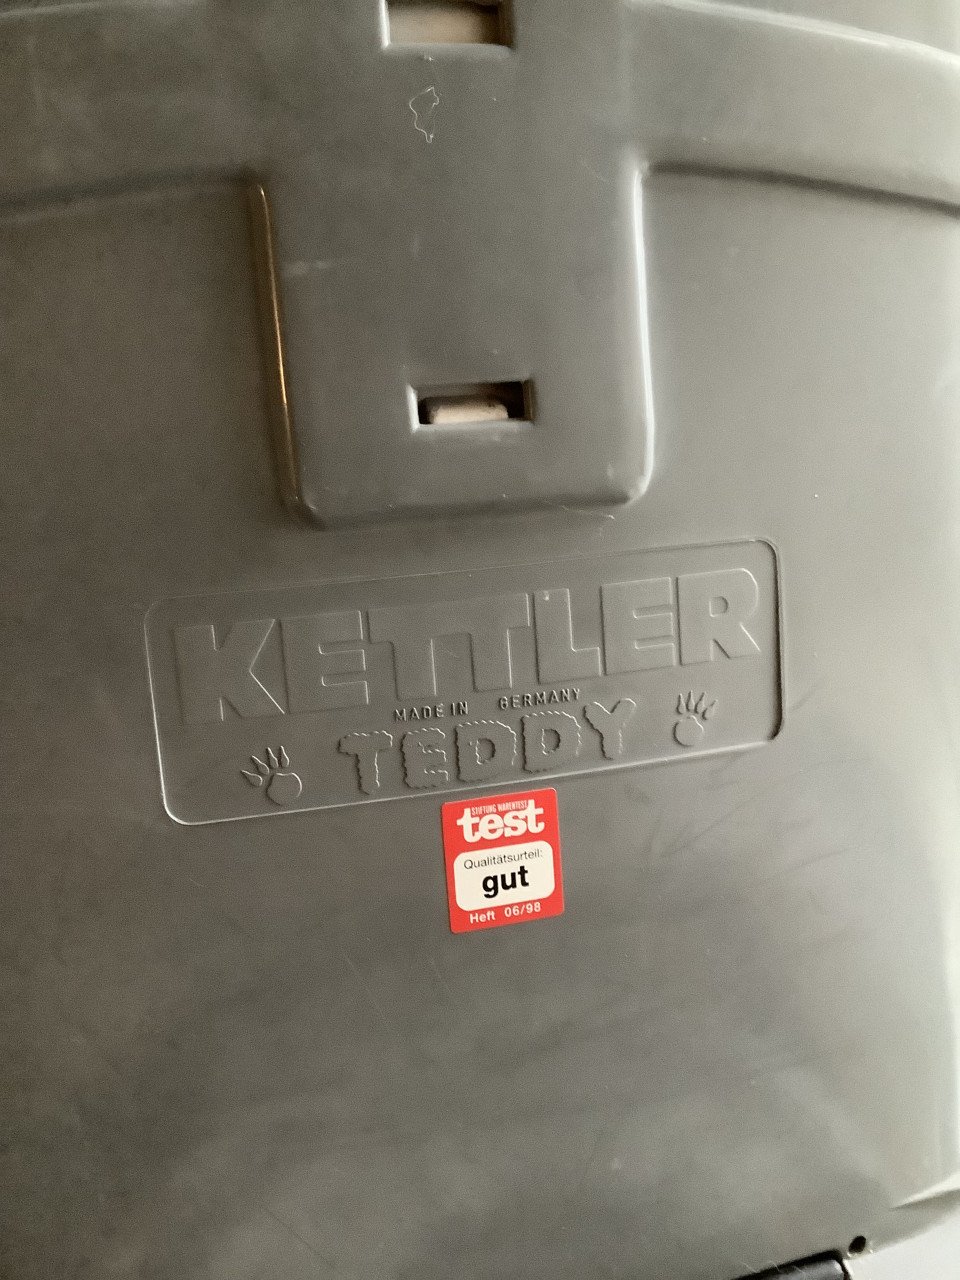 KETTLER
MADE IN GERMANY
TEDDY
STIFTUNG WARENTEST
test
Qualitätsurteil:
gut
Heft 06/98